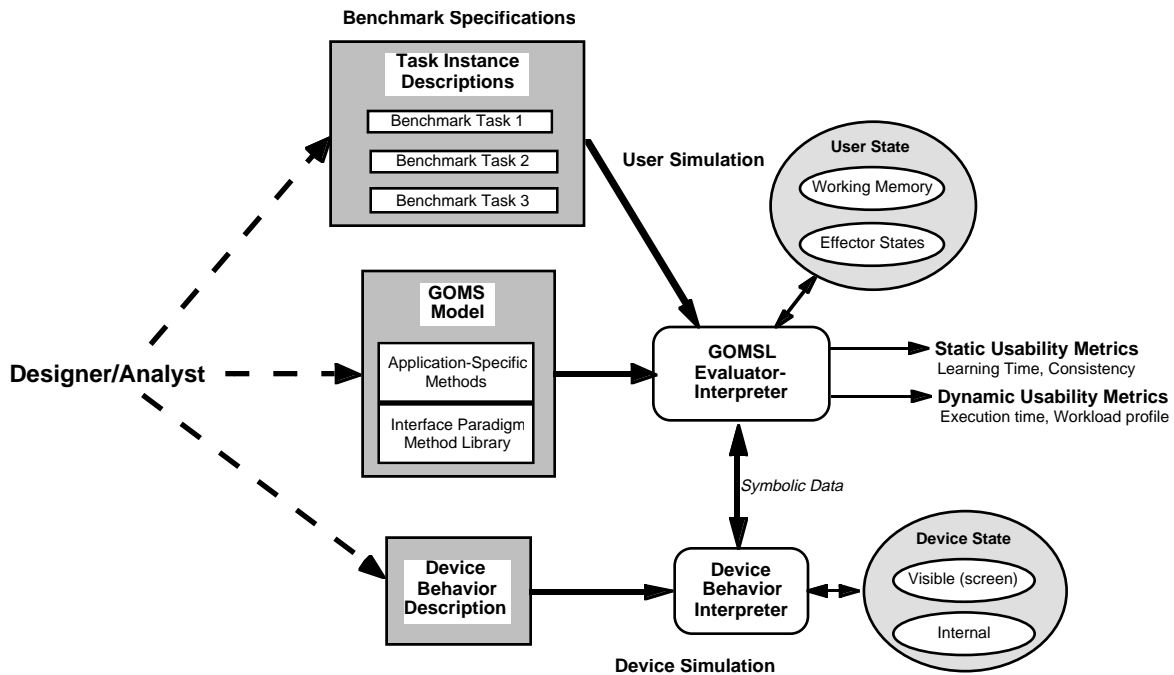 Benchmark Specifications
Task Instance
Descriptions
Benchmark Task 1
Benchmark Task 2
Benchmark Task 3
User Simulation
User State
Working Memory
Effector States
GOMS
Model
Application-Specific
Methods
Interface Paradigm
Method Library
Designer/Analyst
GOMSL
Evaluator-
Interpreter
Static Usability Metrics
Learning Time, Consistency
Dynamic Usability Metrics
Execution time, Workload profile
Symbolic Data
Device
Behavior
Description
Device
Behavior
Interpreter
Device State
Visible (screen)
Internal
Device Simulation